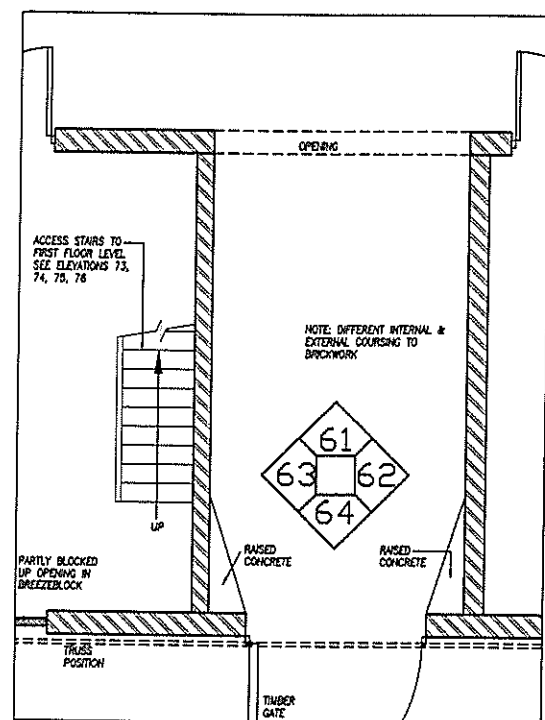 OPENING
ACCESS STAIRS TO
FIRST FLOOR LEVEL
SEE ELEVATIONS 73,
74, 75, 76
NOTE: DIFFERENT INTERNAL &
EXTERNAL COURSING TO
BRICKWORK
61
63
62
64
UP
RAISED
CONCRETE
RAISED
CONCRETE
PARTLY BLOCKED
UP OPENING IN
BREEZEBLOCK
TRUSS
POSITION
TIMBER
GATE